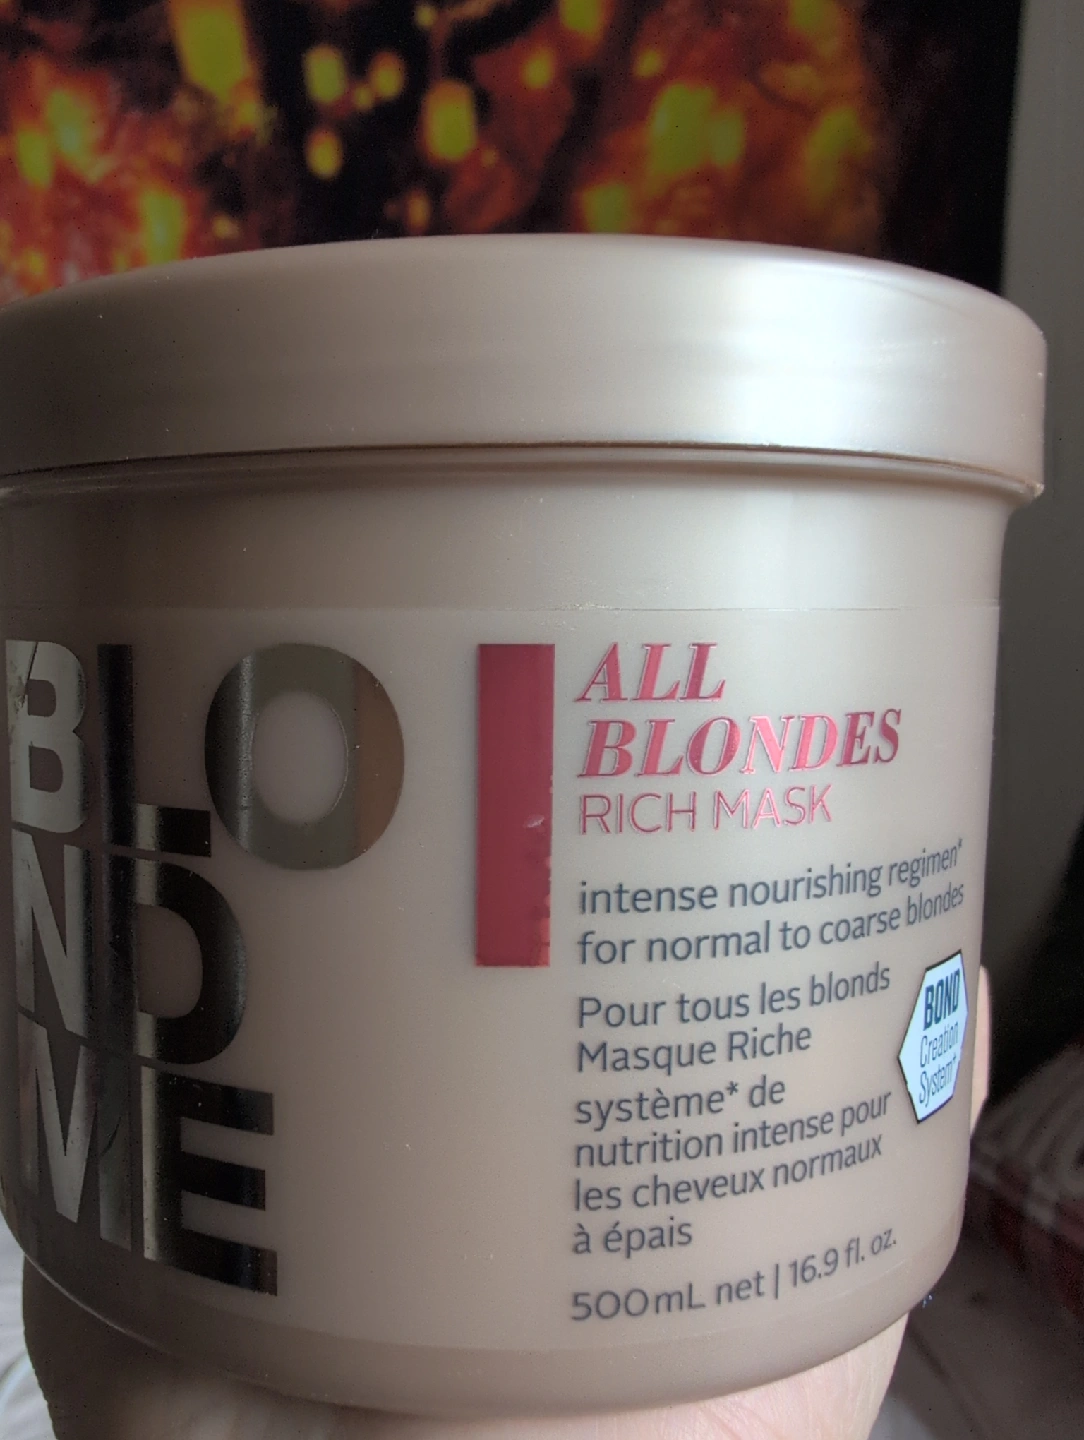 BLO
ND
ME
ALL
BLONDES
RICH MASK
intense nourishing regimen*
for normal to coarse blondes
Pour tous les blonds
Masque Riche
système* de
nutrition intense pour
les cheveux normaux
à épais
500mL net | 16.9 fl. oz.
BOND
Creation
System*